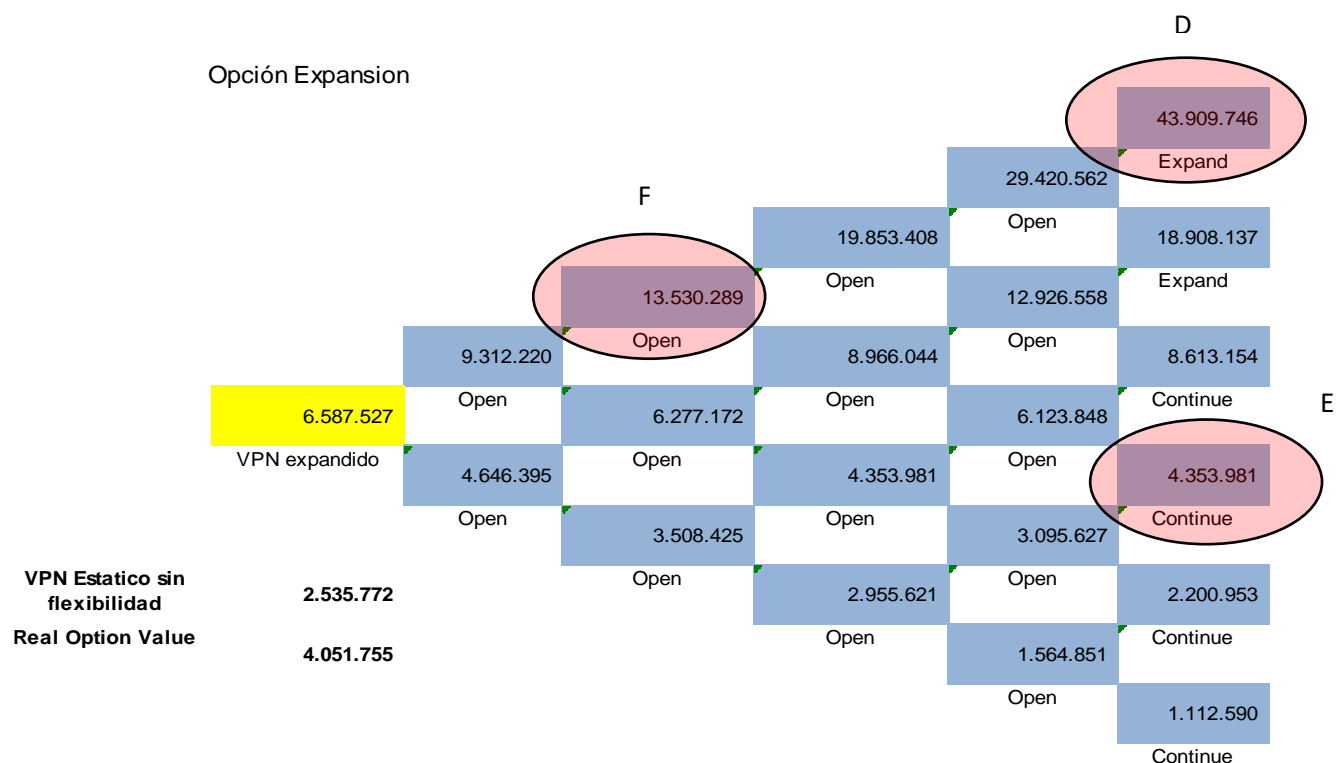 D
Opción Expansion
43.909.746
Expand
29.420.562
F
Open
19.853.408
18.908.137
Open
Expand
13.530.289
12.926.558
Open
Open
9.312.220
8.966.044
8.613.154
Open
Open
Continue
E
6.587.527
6.277.172
6.123.848
VPN expandido
Open
Open
4.646.395
4.353.981
4.353.981
Open
Open
Continue
3.508.425
3.095.627
VPN Estatico sin
flexibilidad
2.535.772
Open
Open
2.955.621
2.200.953
Real Option Value
Open
Continue
4.051.755
1.564.851
Open
1.112.590
Continue